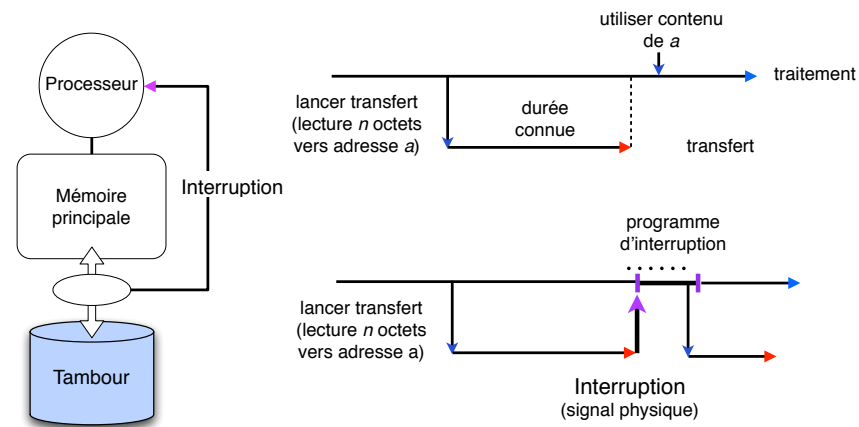 Processeur
Mémoire
principale
Interruption
Tambour
utiliser contenu
de a
traitement
lancer transfert
(lecture n octets
vers adresse a)
durée
connue
transfert
programme
d'interruption
lancer transfert
(lecture n octets
vers adresse a)
Interruption
(signal physique)